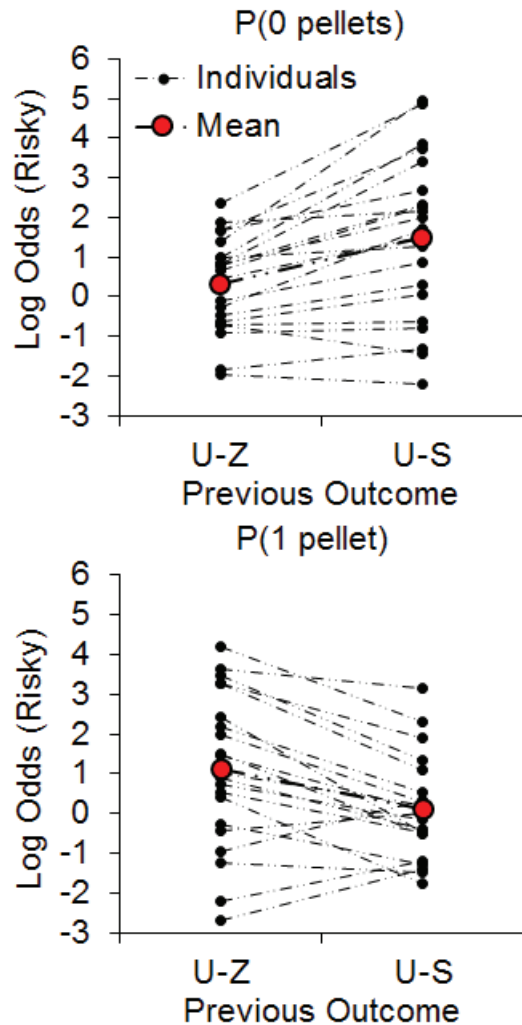 P(0 pellets)
6
5
4
3
2
1
0
-1
-2
-3
Log Odds (Risky)
Individuals
Mean
U-Z
U-S
Previous Outcome
P(1 pellet)
6
5
4
3
2
1
0
-1
-2
-3
Log Odds (Risky)
U-Z
U-S
Previous Outcome